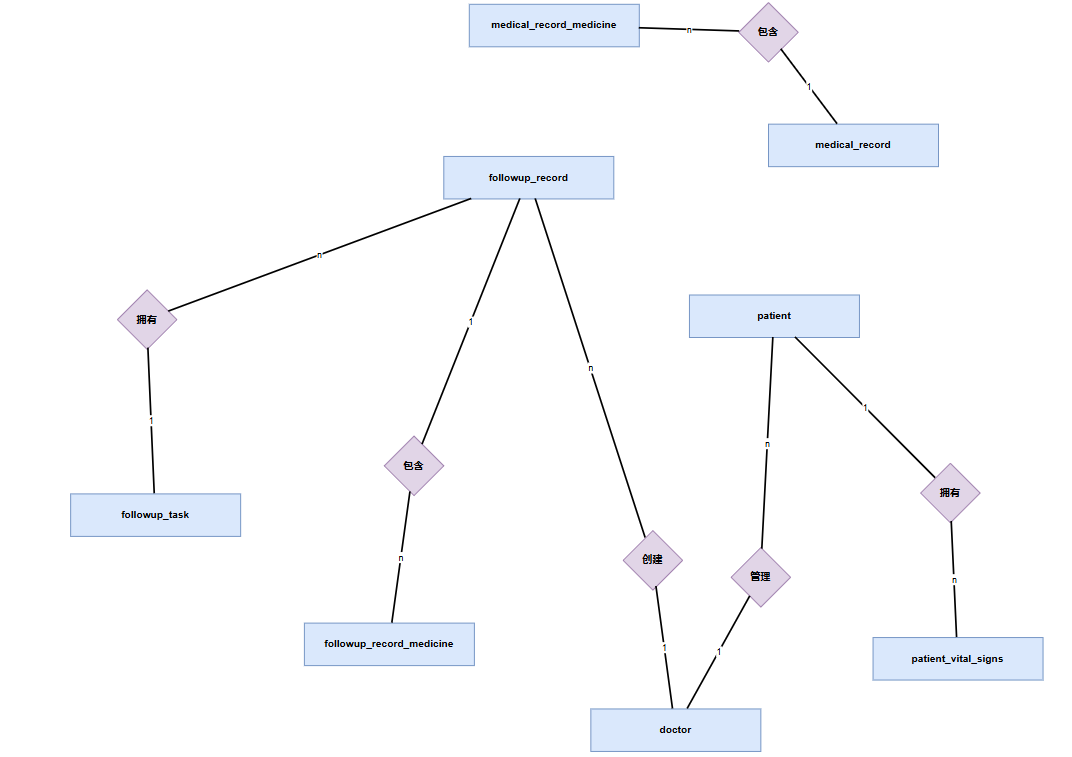 medical_record_medicine
n
包含
1
medical_record
followup_record
n
拥有
1
followup_task
1
包含
n
followup_record_medicine
n
创建
1
doctor
patient
n
管理
1
1
拥有
n
patient_vital_signs